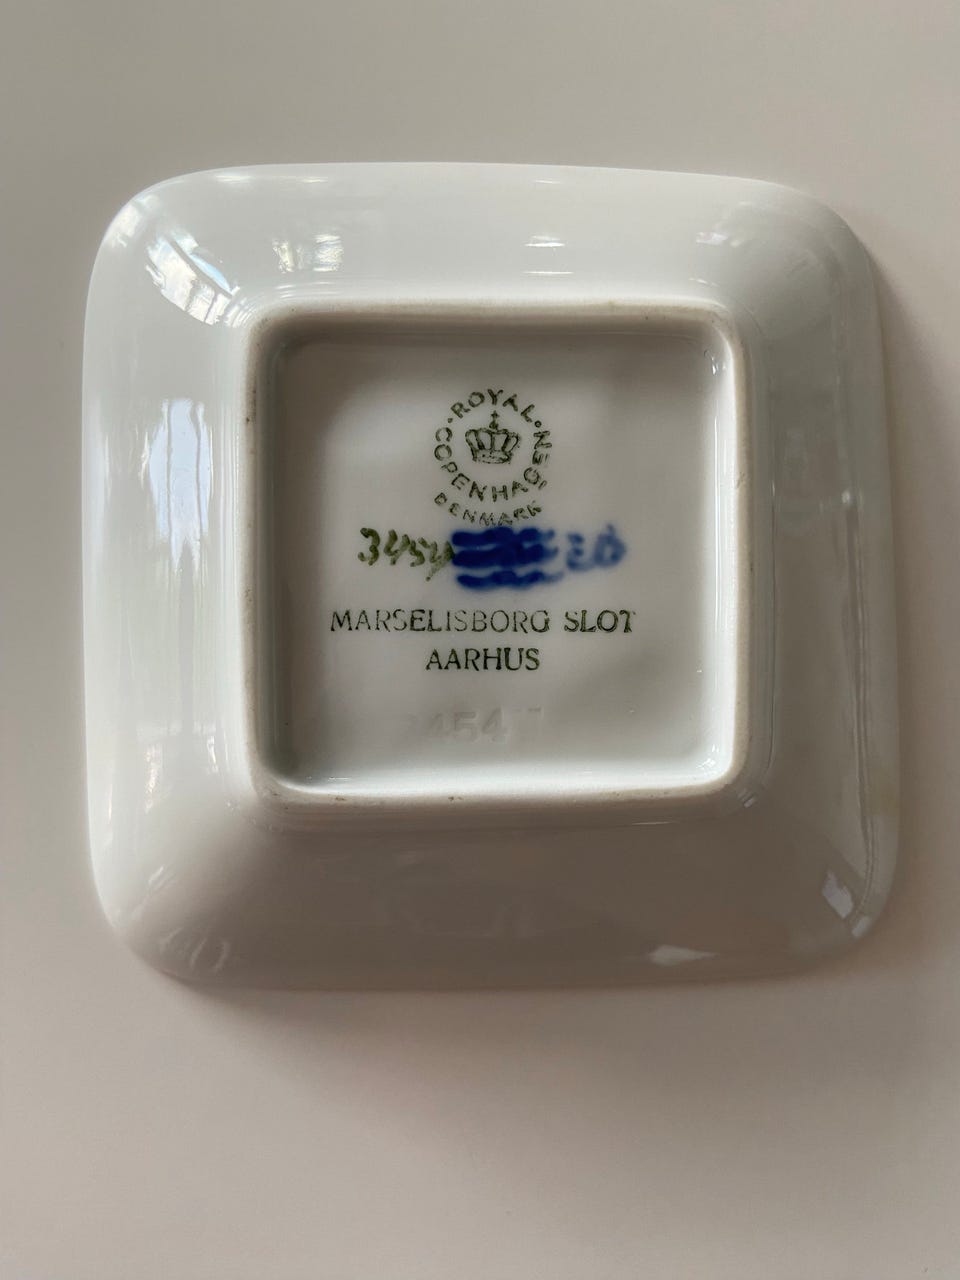 ROYAL COPENHAGEN
DENMARK
3454
MARSELISBORG SLOT
AARHUS